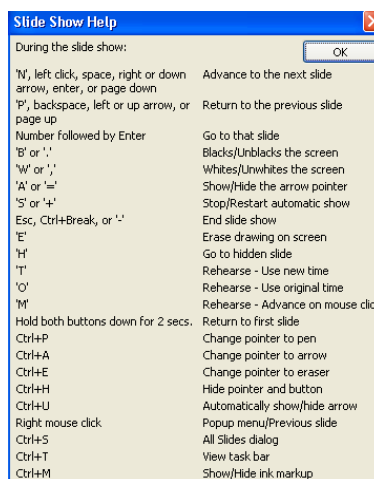 Slide Show Help
During the slide show:
OK
'N', left click, space, right or down Advance to the next slide
arrow, enter, or page down
'P', backspace, left or up arrow, or Return to the previous slide
page up
Number followed by Enter Go to that slide
'B' or '.' Blacks/Unblacks the screen
'W' or ',' Whites/Unwhites the screen
'A' or '=' Show/Hide the arrow pointer
'S' or '+' Stop/Restart automatic show
Esc, Ctrl+Break, or '-' End slide show
'E' Erase drawing on screen
'H' Go to hidden slide
'T' Rehearse - Use new time
'O' Rehearse - Use original time
'M' Rehearse - Advance on mouse clic
Hold both buttons down for 2 secs. Return to first slide
Ctrl+P Change pointer to pen
Ctrl+A Change pointer to arrow
Ctrl+E Change pointer to eraser
Ctrl+H Hide pointer and button
Ctrl+U Automatically show/hide arrow
Right mouse click Popup menu/Previous slide
Ctrl+S All Slides dialog
Ctrl+T View task bar
Ctrl+M Show/Hide ink markup